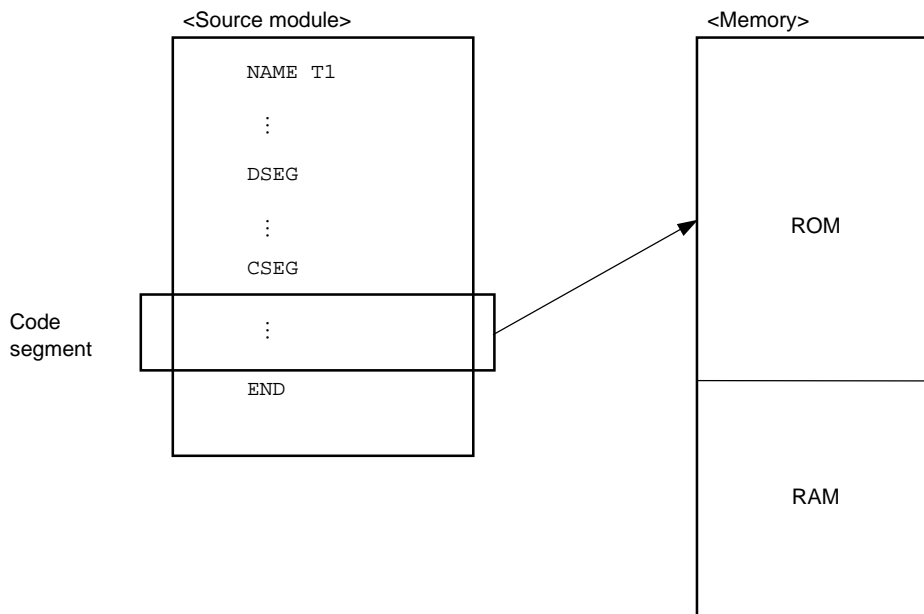 <Source module>
NAME T1
⋮
DSEG
⋮
CSEG
⋮
END
Code
segment
<Memory>
ROM
RAM